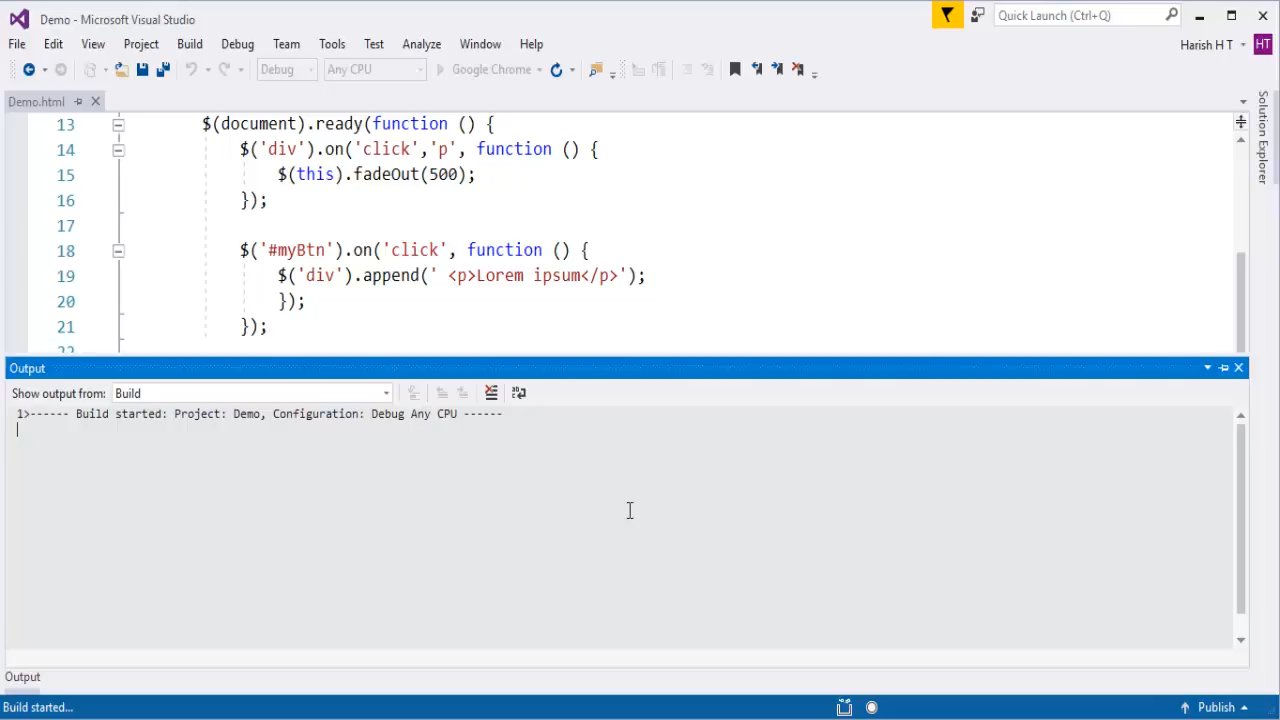 Demo - Microsoft Visual Studio
Quick Launch (Ctrl+Q)
File Edit View Project Build Debug Team Tools Test Analyze Window Help
Harish H T HT
Debug Any CPU Google Chrome
Demo.html
13 $(document).ready(function () {
14 $('div').on('click','p', function () {
15 $(this).fadeOut(500);
16 });
17
18 $('#myBtn').on('click', function () {
19 $('div').append(' <p>Lorem ipsum</p>');
20 });
21 });
22
Solution Explorer
Output
Show output from: Build
1>------ Build started: Project: Demo, Configuration: Debug Any CPU ------
Output
Build started...
Publish